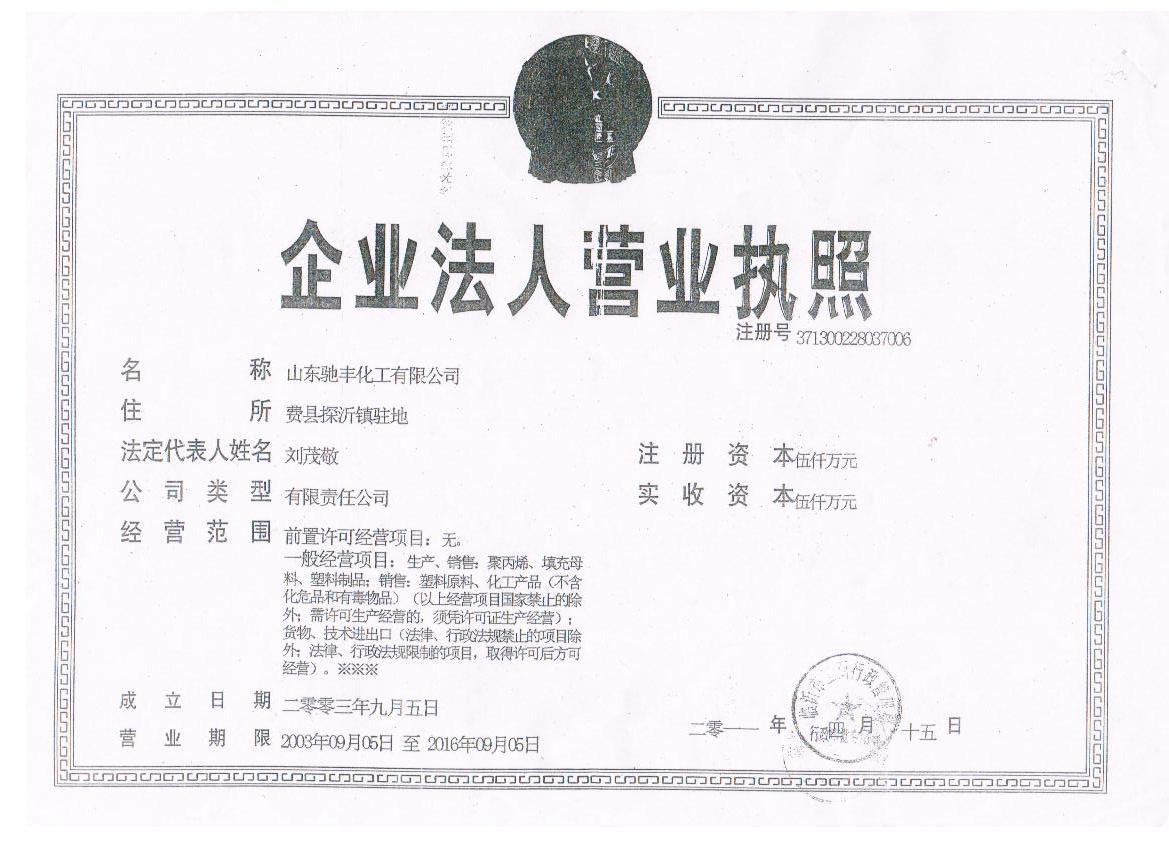 企业法人营业执照
注册号 371300228037006
名称 山东驰丰化工有限公司
住所 费县探沂镇驻地
法定代表人姓名 刘茂敬
注册资本 伍仟万元
公司类型 有限责任公司
实收资本 伍仟万元
经营范围 前置许可经营项目：无。
一般经营项目：生产、销售：聚丙烯、填充母
料、塑料制品；销售：塑料原料、化工产品（不含
化危品和有毒物品）（以上经营项目国家禁止的除
外；需许可生产经营的，须凭许可证生产经营）；
货物、技术进出口（法律、行政法规禁止的项目除
外；法律、行政法规限制的项目，取得许可后方可
经营）。※※※
成立日期 二零零三年九月五日
营业期限 2003年09月05日 至 2016年09月05日
二零一一年四月十五日